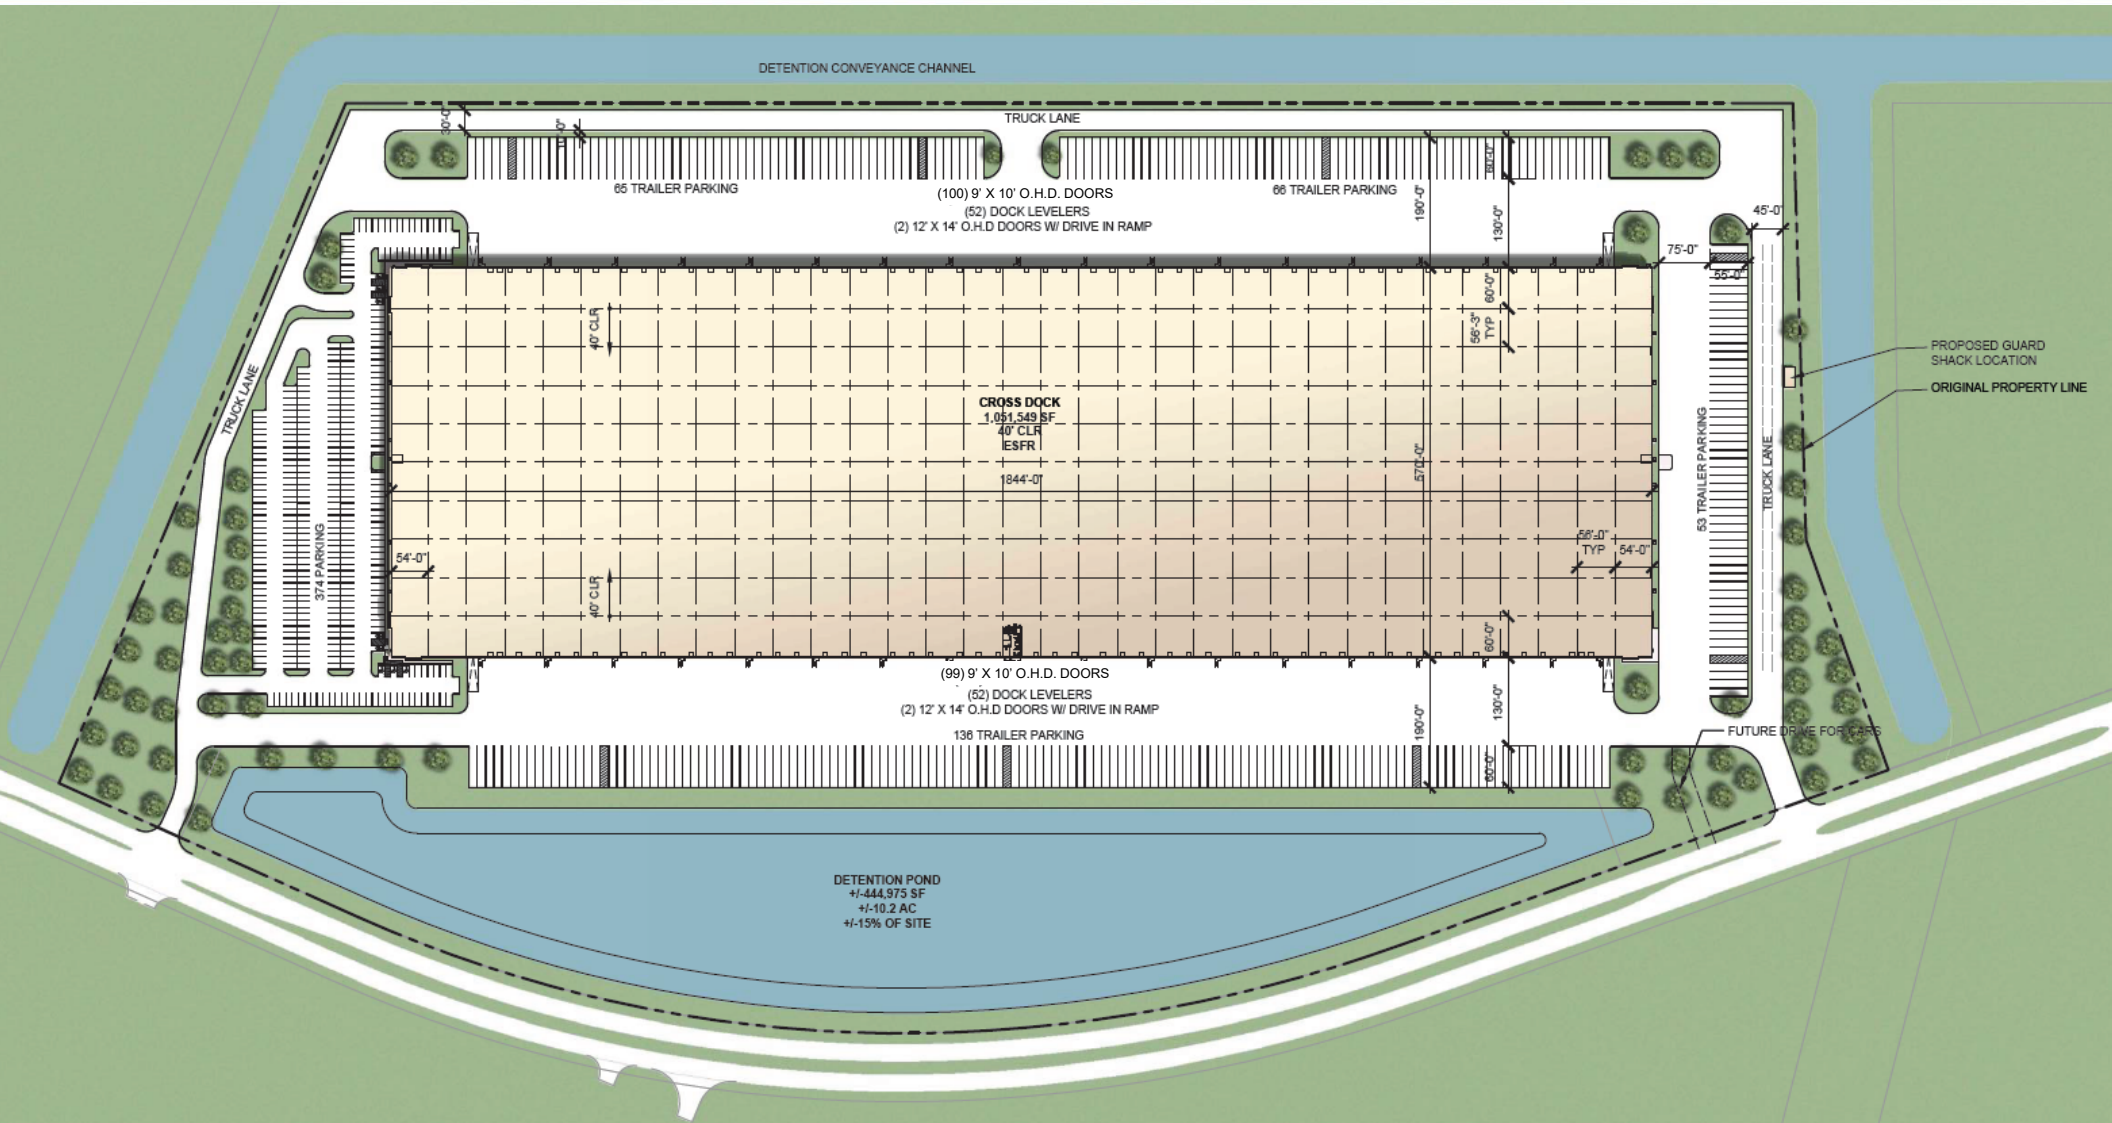 DETENTION CONVEYANCE CHANNEL
30'-0"
10'-0"
TRUCK LANE
65 TRAILER PARKING
(100) 9' X 10' O.H.D. DOORS
(52) DOCK LEVELERS
(2) 12' X 14' O.H.D DOORS W/ DRIVE IN RAMP
66 TRAILER PARKING
190'-0"
60'-0"
130'-0"
45'-0"
75'-0"
55'-0"
40' CLR
60'-0"
56'-3"
TYP
PROPOSED GUARD
SHACK LOCATION
ORIGINAL PROPERTY LINE
TRUCK LANE
CROSS DOCK
1,051,549 SF
40' CLR
ESFR
1844'-0"
570'-0"
53 TRAILER PARKING
TRUCK LANE
374 PARKING
54'-0"
40' CLR
56'-0"
TYP
54'-0"
60'-0"
(99) 9' X 10' O.H.D. DOORS
(52) DOCK LEVELERS
(2) 12' X 14' O.H.D DOORS W/ DRIVE IN RAMP
136 TRAILER PARKING
190'-0"
130'-0"
60'-0"
FUTURE DRIVE FOR CARS
DETENTION POND
+/-444,975 SF
+/-10.2 AC
+/-15% OF SITE